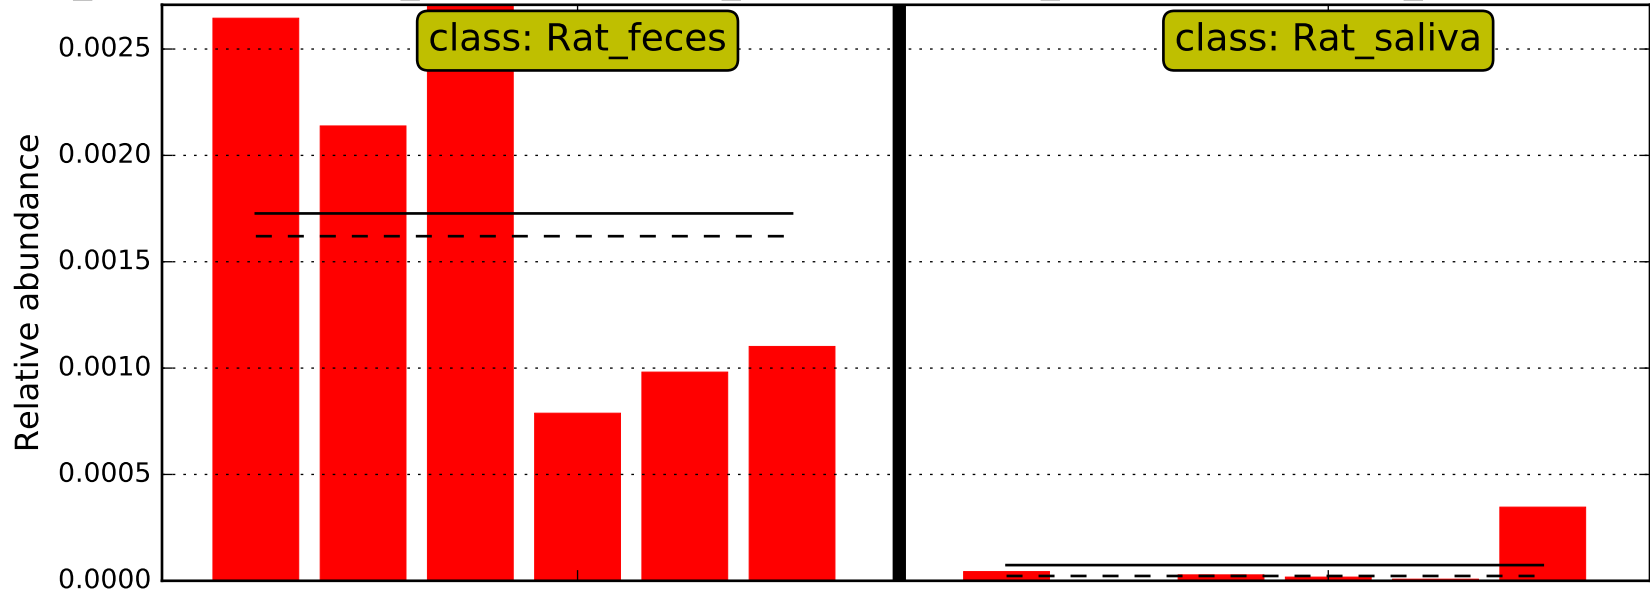 class: Rat_feces
class: Rat_saliva
Relative abundance
0.0025
0.0020
0.0015
0.0010
0.0005
0.0000